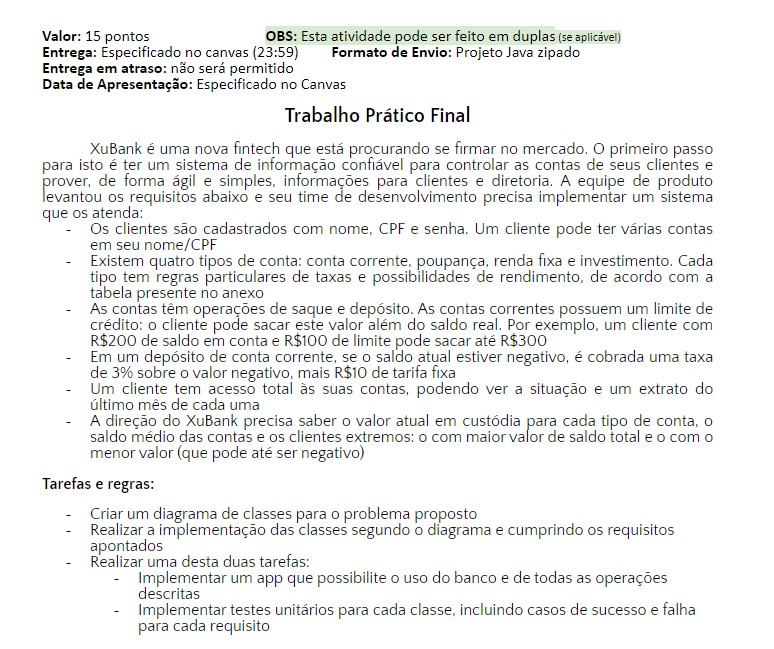 Valor: 15 pontos OBS: Esta atividade pode ser feito em duplas (se aplicável)
Entrega: Especificado no canvas (23:59) Formato de Envio: Projeto Java zipado
Entrega em atraso: não será permitido
Data de Apresentação: Especificado no Canvas
Trabalho Prático Final
XuBank é uma nova fintech que está procurando se firmar no mercado. O primeiro passo
para isto é ter um sistema de informação confiável para controlar as contas de seus clientes e
prover, de forma ágil e simples, informações para clientes e diretoria. A equipe de produto
levantou os requisitos abaixo e seu time de desenvolvimento precisa implementar um sistema
que os atenda:
- Os clientes são cadastrados com nome, CPF e senha. Um cliente pode ter várias contas
em seu nome/CPF
- Existem quatro tipos de conta: conta corrente, poupança, renda fixa e investimento. Cada
tipo tem regras particulares de taxas e possibilidades de rendimento, de acordo com a
tabela presente no anexo
- As contas têm operações de saque e depósito. As contas correntes possuem um limite de
crédito: o cliente pode sacar este valor além do saldo real. Por exemplo, um cliente com
R$200 de saldo em conta e R$100 de limite pode sacar até R$300
- Em um depósito de conta corrente, se o saldo atual estiver negativo, é cobrada uma taxa
de 3% sobre o valor negativo, mais R$10 de tarifa fixa
- Um cliente tem acesso total às suas contas, podendo ver a situação e um extrato do
último mês de cada uma
- A direção do XuBank precisa saber o valor atual em custódia para cada tipo de conta, o
saldo médio das contas e os clientes extremos: o com maior valor de saldo total e o com o
menor valor (que pode até ser negativo)
Tarefas e regras:
- Criar um diagrama de classes para o problema proposto
- Realizar a implementação das classes segundo o diagrama e cumprindo os requisitos
apontados
- Realizar uma desta duas tarefas:
- Implementar um app que possibilite o uso do banco e de todas as operações
descritas
- Implementar testes unitários para cada classe, incluindo casos de sucesso e falha
para cada requisito